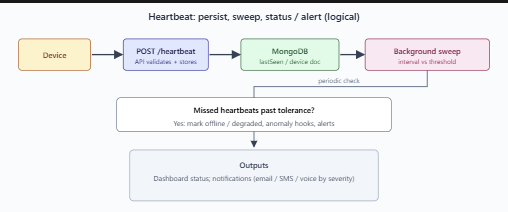 Heartbeat: persist, sweep, status / alert (logical)
Device
POST /heartbeat
API validates + stores
MongoDB
lastSeen / device doc
Background sweep
interval vs threshold
periodic check
Missed heartbeats past tolerance?
Yes: mark offline / degraded, anomaly hooks, alerts
Outputs
Dashboard status; notifications (email / SMS / voice by severity)